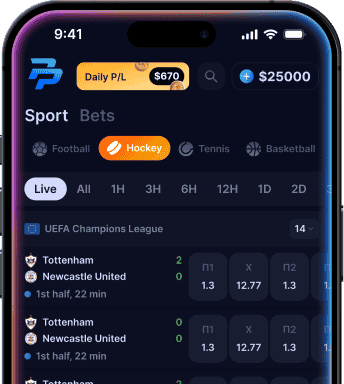 9:41
Daily P/L $670
$25000
Sport Bets
Football Hockey Tennis Basketball
Live All 1H 3H 6H 12H 1D 2D
UEFA Champions League 14
Tottenham 2
Newcastle United 0
1st half, 22 min
П1 X П2
1.3 12.77 1.3
Tottenham 0
Newcastle United 0
1st half, 22 min
П1 X П2
1.3 12.77 1.3
Tottenham 2